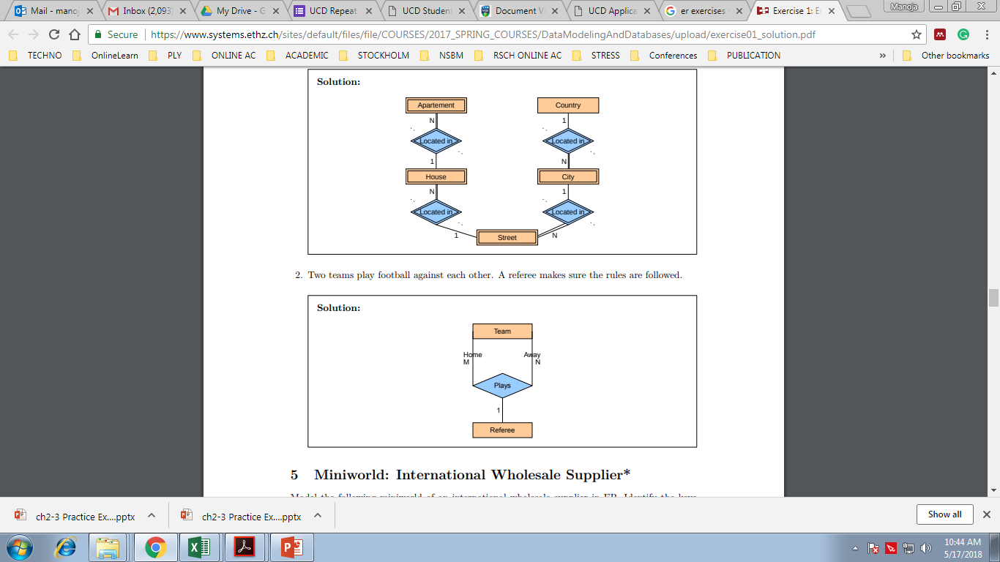 Mail - mano
Inbox (2,093)
My Drive - G
UCD Repeat
UCD Studen
Document V
UCD Applica
er exercises -
Exercise 1: E
Manoja
Secure
https://www.systems.ethz.ch/sites/default/files/file/COURSES/2017_SPRING_COURSES/DataModelingAndDatabases/upload/exercise01_solution.pdf
TECHNO
OnlineLearn
PLY
ONLINE AC
ACADEMIC
STOCKHOLM
NSBM
RSCH ONLINE AC
STRESS
Conferences
PUBLICATION
»
Other bookmarks
Solution:
Apartement
Country
N
1
Located in
Located in
1
N
House
City
N
1
Located in
Located in
1
N
Street
2. Two teams play football against each other. A referee makes sure the rules are followed.
Solution:
Team
Home
M
Away
N
Plays
1
Referee
5 Miniworld: International Wholesale Supplier*
Model the following miniworld of an international wholesale supplier in ER. Identify the keys
ch2-3 Practice Ex....pptx
ch2-3 Practice Ex....pptx
Show all
10:44 AM
5/17/2018